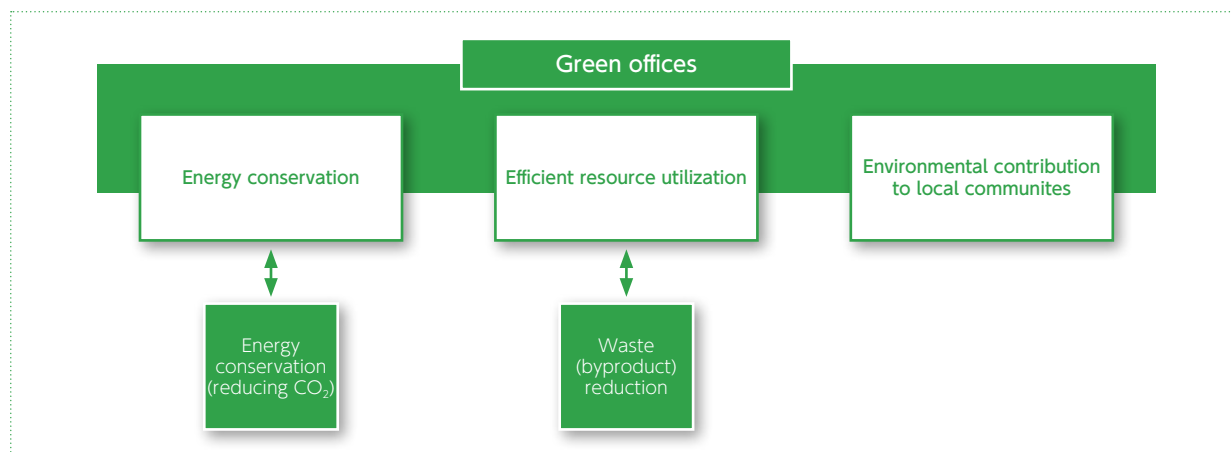 Green offices
Energy conservation
Efficient resource utilization
Environmental contribution
to local communites
Energy
conservation
(reducing CO₂)
Waste
(byproduct)
reduction